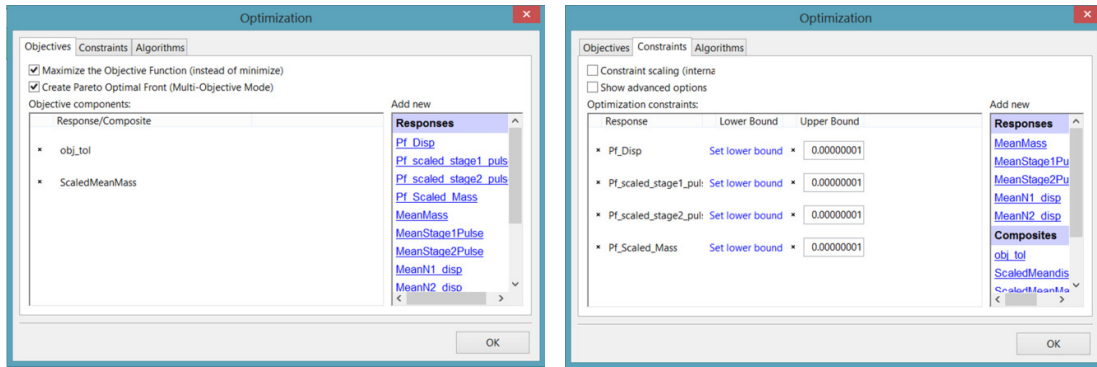 Optimization
Objectives Constraints Algorithms
Maximize the Objective Function (instead of minimize)
Create Pareto Optimal Front (Multi-Objective Mode)
Objective components:
Add new
Response/Composite
obj_tol
ScaledMeanMass
Responses
Pf_Disp
Pf_scaled_stage1_puls
Pf_scaled_stage2_puls
Pf_Scaled_Mass
MeanMass
MeanStage1Pulse
MeanStage2Pulse
MeanN1_disp
MeanN2_disp
OK
Optimization
Objectives Constraints Algorithms
Constraint scaling (interna
Show advanced options
Optimization constraints:
Add new
Response Lower Bound Upper Bound
Pf_Disp Set lower bound 0.00000001
Pf_scaled_stage1_puls Set lower bound 0.00000001
Pf_scaled_stage2_puls Set lower bound 0.00000001
Pf_Scaled_Mass Set lower bound 0.00000001
Responses
MeanMass
MeanStage1Pu
MeanStage2Pu
MeanN1_disp
MeanN2_disp
Composites
obj_tol
ScaledMeandis
ScaledMeanMa
OK